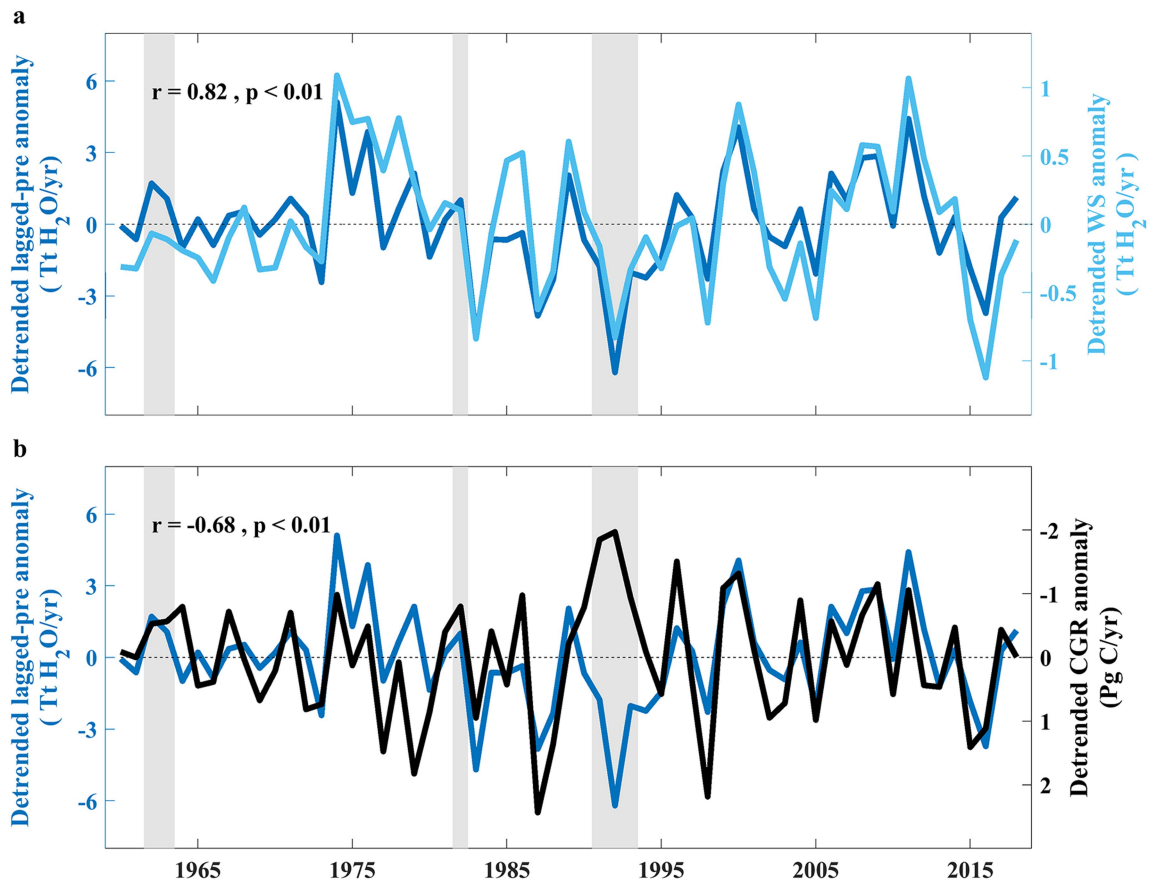 a
Detrended lagged-pre anomaly
( Tt H2O/yr)
6
3
0
-3
-6
r = 0.82 , p < 0.01
1
0.5
0
-0.5
-1
Detrended WS anomaly
( Tt H2O/yr )
b
Detrended lagged-pre anomaly
( Tt H2O/yr)
6
3
0
-3
-6
r = -0.68 , p < 0.01
-2
-1
0
1
2
Detrended CGR anomaly
(Pg C/yr)
1965 1975 1985 1995 2005 2015